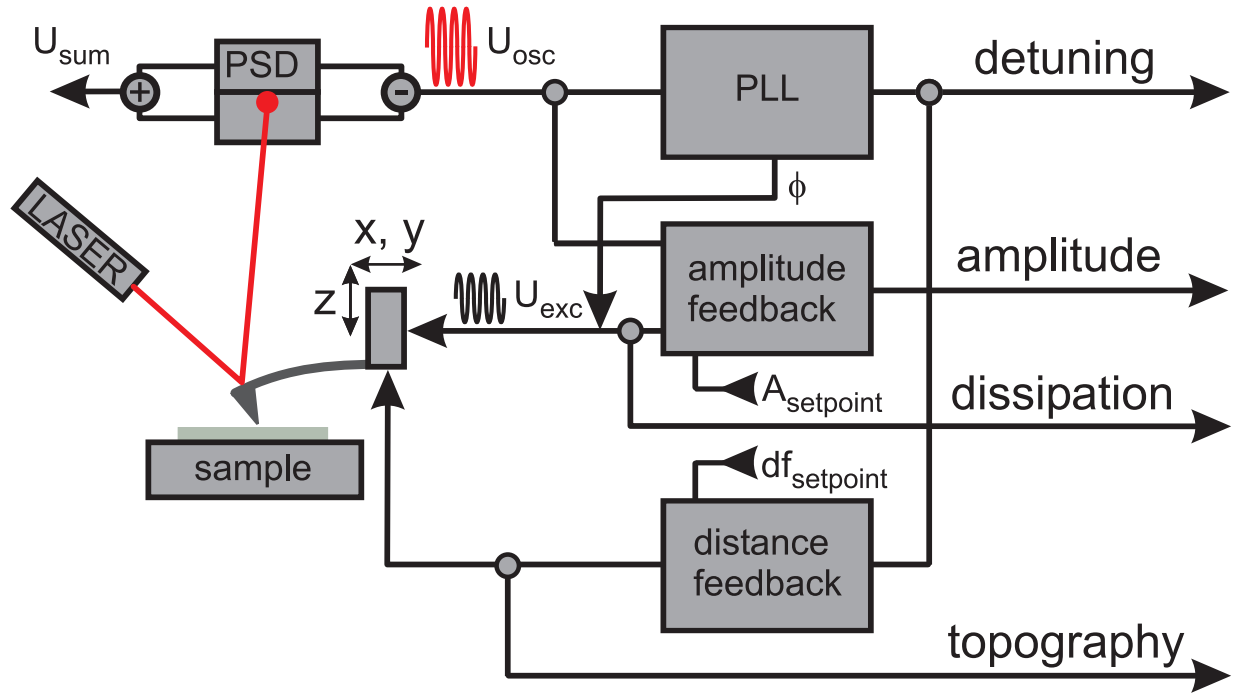 U_sum
PSD
U_osc
PLL
detuning
+
-
ϕ
LASER
x, y
z
U_exc
amplitude
feedback
amplitude
A_setpoint
dissipation
sample
df_setpoint
distance
feedback
topography